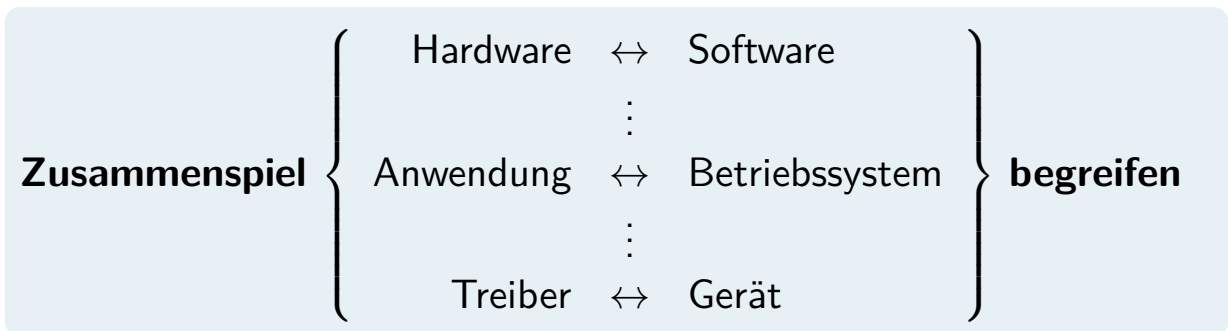 Hardware ↔ Software
⋮
Zusammenspiel { Anwendung ↔ Betriebssystem } begreifen
⋮
Treiber ↔ Gerät